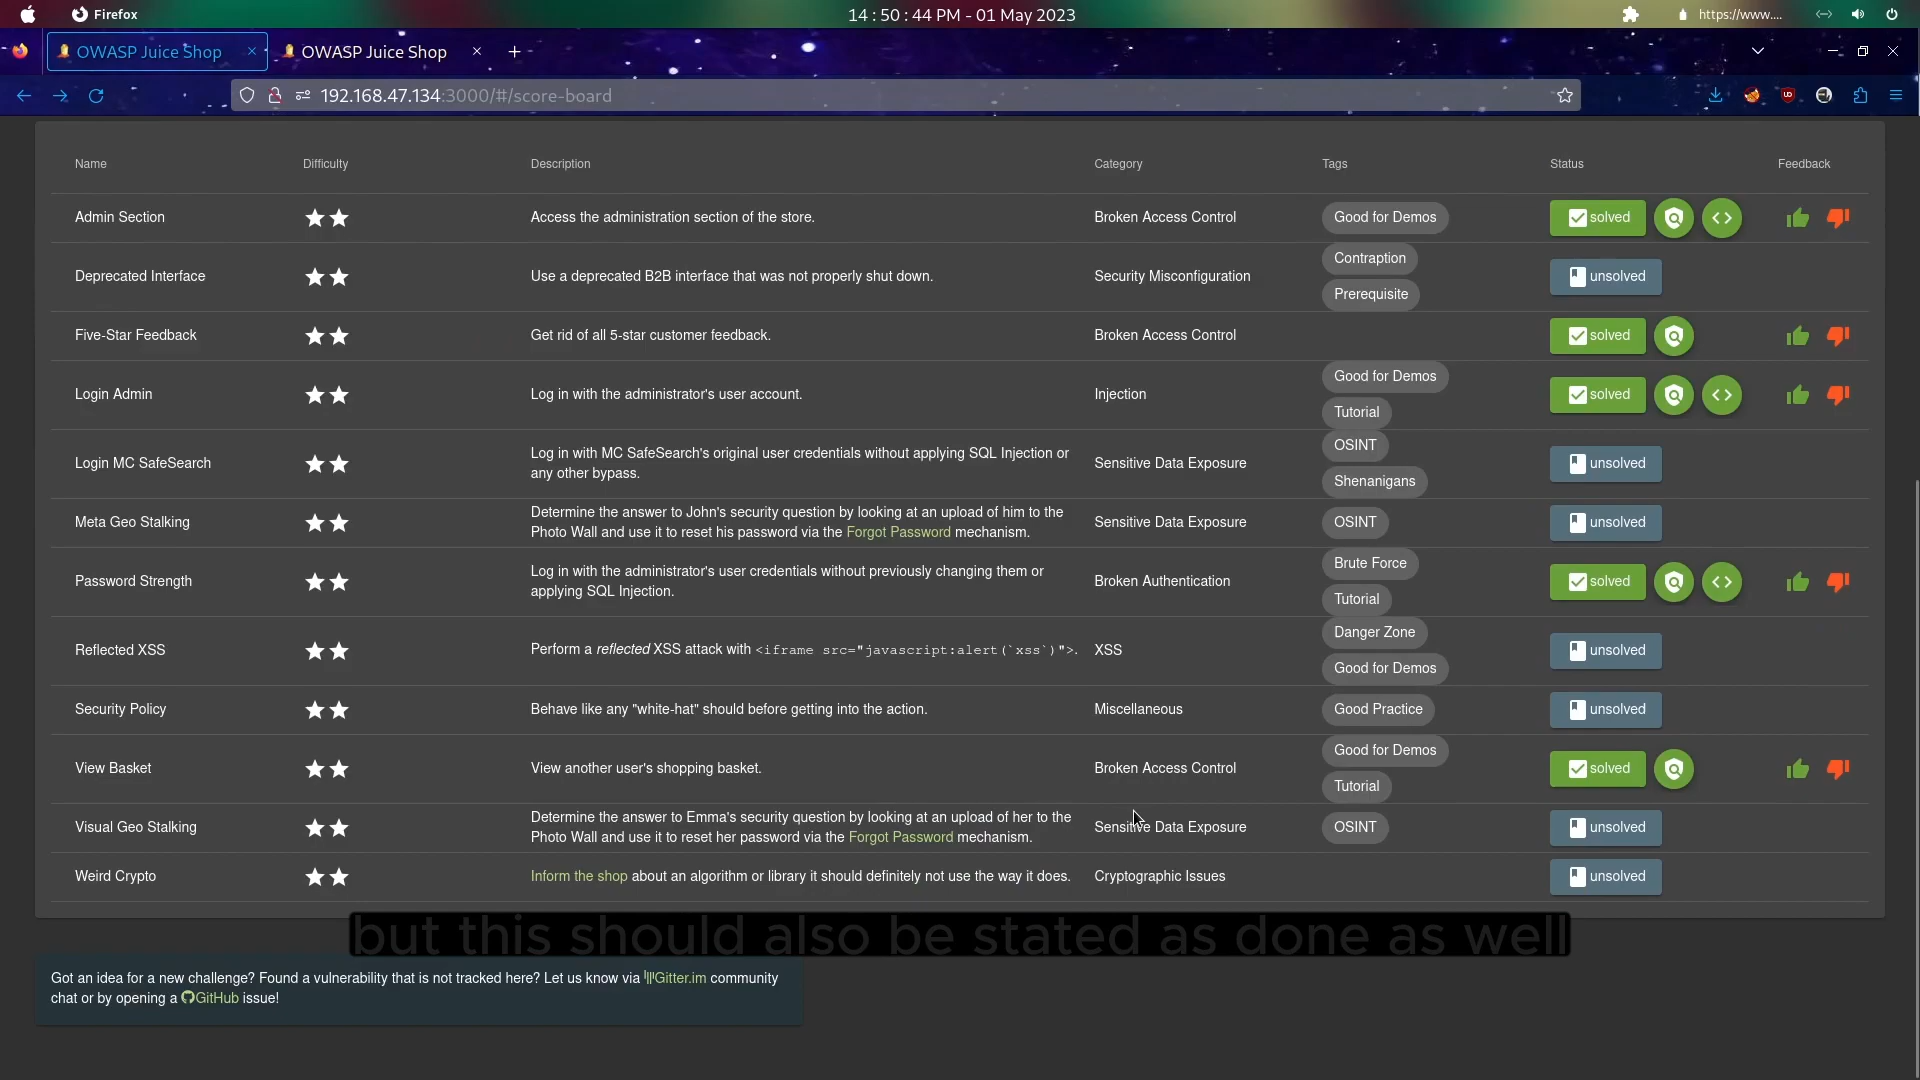 Firefox
14 : 50 : 44 PM - 01 May 2023
https://www....
OWASP Juice Shop
OWASP Juice Shop
192.168.47.134:3000/#/score-board
Name Difficulty Description Category Tags Status Feedback
Admin Section Access the administration section of the store. Broken Access Control Good for Demos solved
Deprecated Interface Use a deprecated B2B interface that was not properly shut down. Security Misconfiguration Contraption unsolved
Prerequisite
Five-Star Feedback Get rid of all 5-star customer feedback. Broken Access Control solved
Login Admin Log in with the administrator's user account. Injection Good for Demos solved
Tutorial
Login MC SafeSearch Log in with MC SafeSearch's original user credentials without applying SQL Injection or Sensitive Data Exposure OSINT unsolved
any other bypass. Shenanigans
Meta Geo Stalking Determine the answer to John's security question by looking at an upload of him to the Sensitive Data Exposure OSINT unsolved
Photo Wall and use it to reset his password via the Forgot Password mechanism.
Password Strength Log in with the administrator's user credentials without previously changing them or Broken Authentication Brute Force solved
applying SQL Injection. Tutorial
Reflected XSS Perform a reflected XSS attack with <iframe src="javascript:alert(`xss`)">. XSS Danger Zone unsolved
Good for Demos
Security Policy Behave like any "white-hat" should before getting into the action. Miscellaneous Good Practice unsolved
View Basket View another user's shopping basket. Broken Access Control Good for Demos solved
Tutorial
Visual Geo Stalking Determine the answer to Emma's security question by looking at an upload of her to the Sensitive Data Exposure OSINT unsolved
Photo Wall and use it to reset her password via the Forgot Password mechanism.
Weird Crypto Inform the shop about an algorithm or library it should definitely not use the way it does. Cryptographic Issues unsolved
but this should also be stated as done as well
Got an idea for a new challenge? Found a vulnerability that is not tracked here? Let us know via Gitter.im community
chat or by opening a GitHub issue!